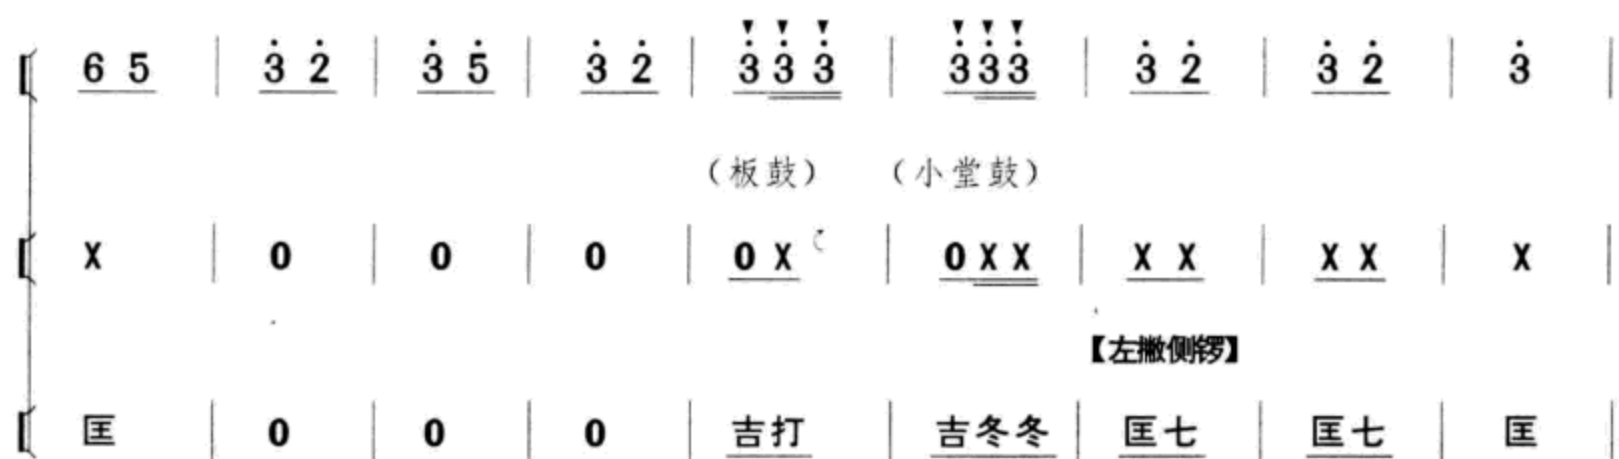 6 5 | 3̇ 2̇ | 3̇ 5̇ | 3̇ 2̇ | 3̇ 3̇ 3̇ | 3̇ 3̇ 3̇ | 3̇ 2̇ | 3̇ 2̇ | 3̇ |
（板鼓） （小堂鼓）
X | 0 | 0 | 0 | 0 X | 0 X X | X X | X X | X |
【左撇侧锣】
匡 | 0 | 0 | 0 | 吉打 | 吉冬冬 | 匡七 | 匡七 | 匡 |